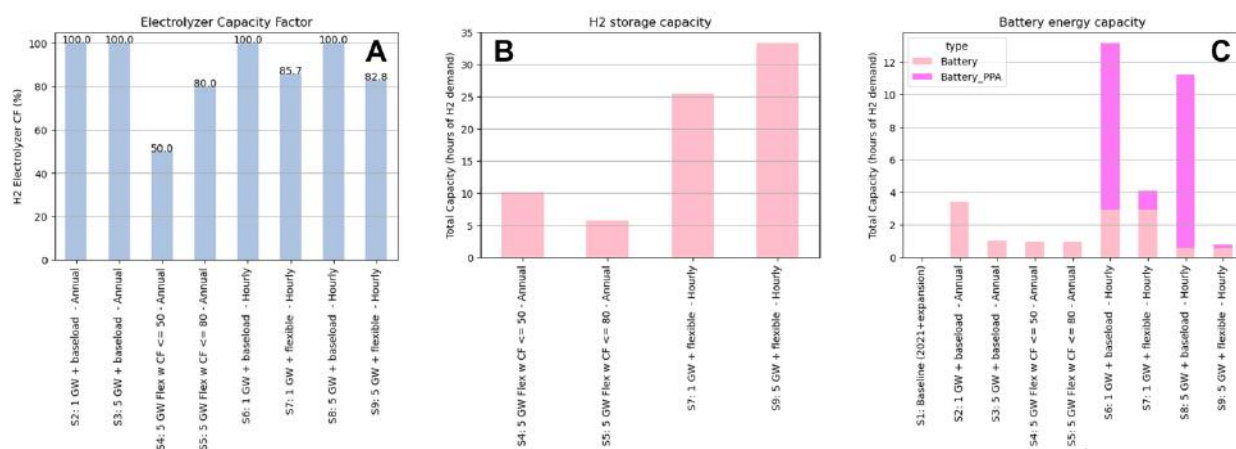 Electrolyzer Capacity Factor
A
H2 Electrolyzer CF (%)
100
80
60
40
20
0
100.0
100.0
50.0
80.0
100.0
85.7
100.0
82.8
S2: 1 GW + baseload - Annual
S3: 5 GW + baseload - Annual
S4: 5 GW Flex w CF <= 50 - Annual
S5: 5 GW Flex w CF <= 80 - Annual
S6: 1 GW + baseload - Hourly
S7: 1 GW + flexible - Hourly
S8: 5 GW + baseload - Hourly
S9: 5 GW + flexible - Hourly
H2 storage capacity
B
Total Capacity (hours of H2 demand)
35
30
25
20
15
10
5
0
S4: 5 GW Flex w CF <= 50 - Annual
S5: 5 GW Flex w CF <= 80 - Annual
S7: 1 GW + flexible - Hourly
S9: 5 GW + flexible - Hourly
Battery energy capacity
C
type
Battery
Battery_PPA
Total Capacity (hours of H2 demand)
12
10
8
6
4
2
0
S1: Baseline (2021+expansion)
S2: 1 GW + baseload - Annual
S3: 5 GW + baseload - Annual
S4: 5 GW Flex w CF <= 50 - Annual
S5: 5 GW Flex w CF <= 80 - Annual
S6: 1 GW + baseload - Hourly
S7: 1 GW + flexible - Hourly
S8: 5 GW + baseload - Hourly
S9: 5 GW + flexible - Hourly